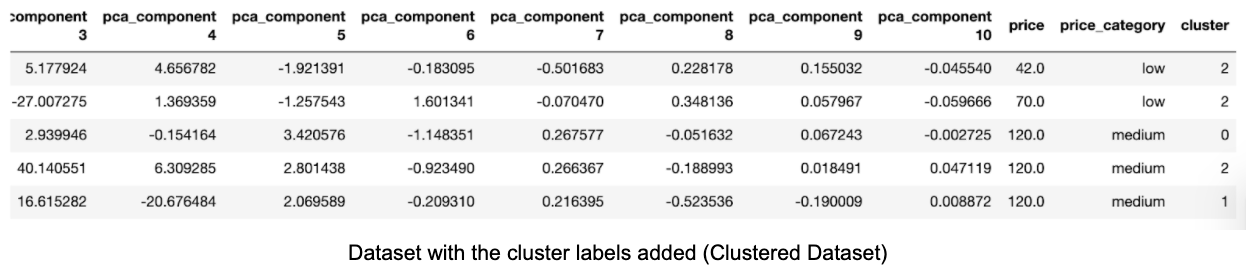 component pca_component pca_component pca_component pca_component pca_component pca_component pca_component price price_category cluster
3 4 5 6 7 8 9 10
5.177924 4.656782 -1.921391 -0.183095 -0.501683 0.228178 0.155032 -0.045540 42.0 low 2
-27.007275 1.369359 -1.257543 1.601341 -0.070470 0.348136 0.057967 -0.059666 70.0 low 2
2.939946 -0.154164 3.420576 -1.148351 0.267577 -0.051632 0.067243 -0.002725 120.0 medium 0
40.140551 6.309285 2.801438 -0.923490 0.266367 -0.188993 0.018491 0.047119 120.0 medium 2
16.615282 -20.676484 2.069589 -0.209310 0.216395 -0.523536 -0.190009 0.008872 120.0 medium 1
Dataset with the cluster labels added (Clustered Dataset)